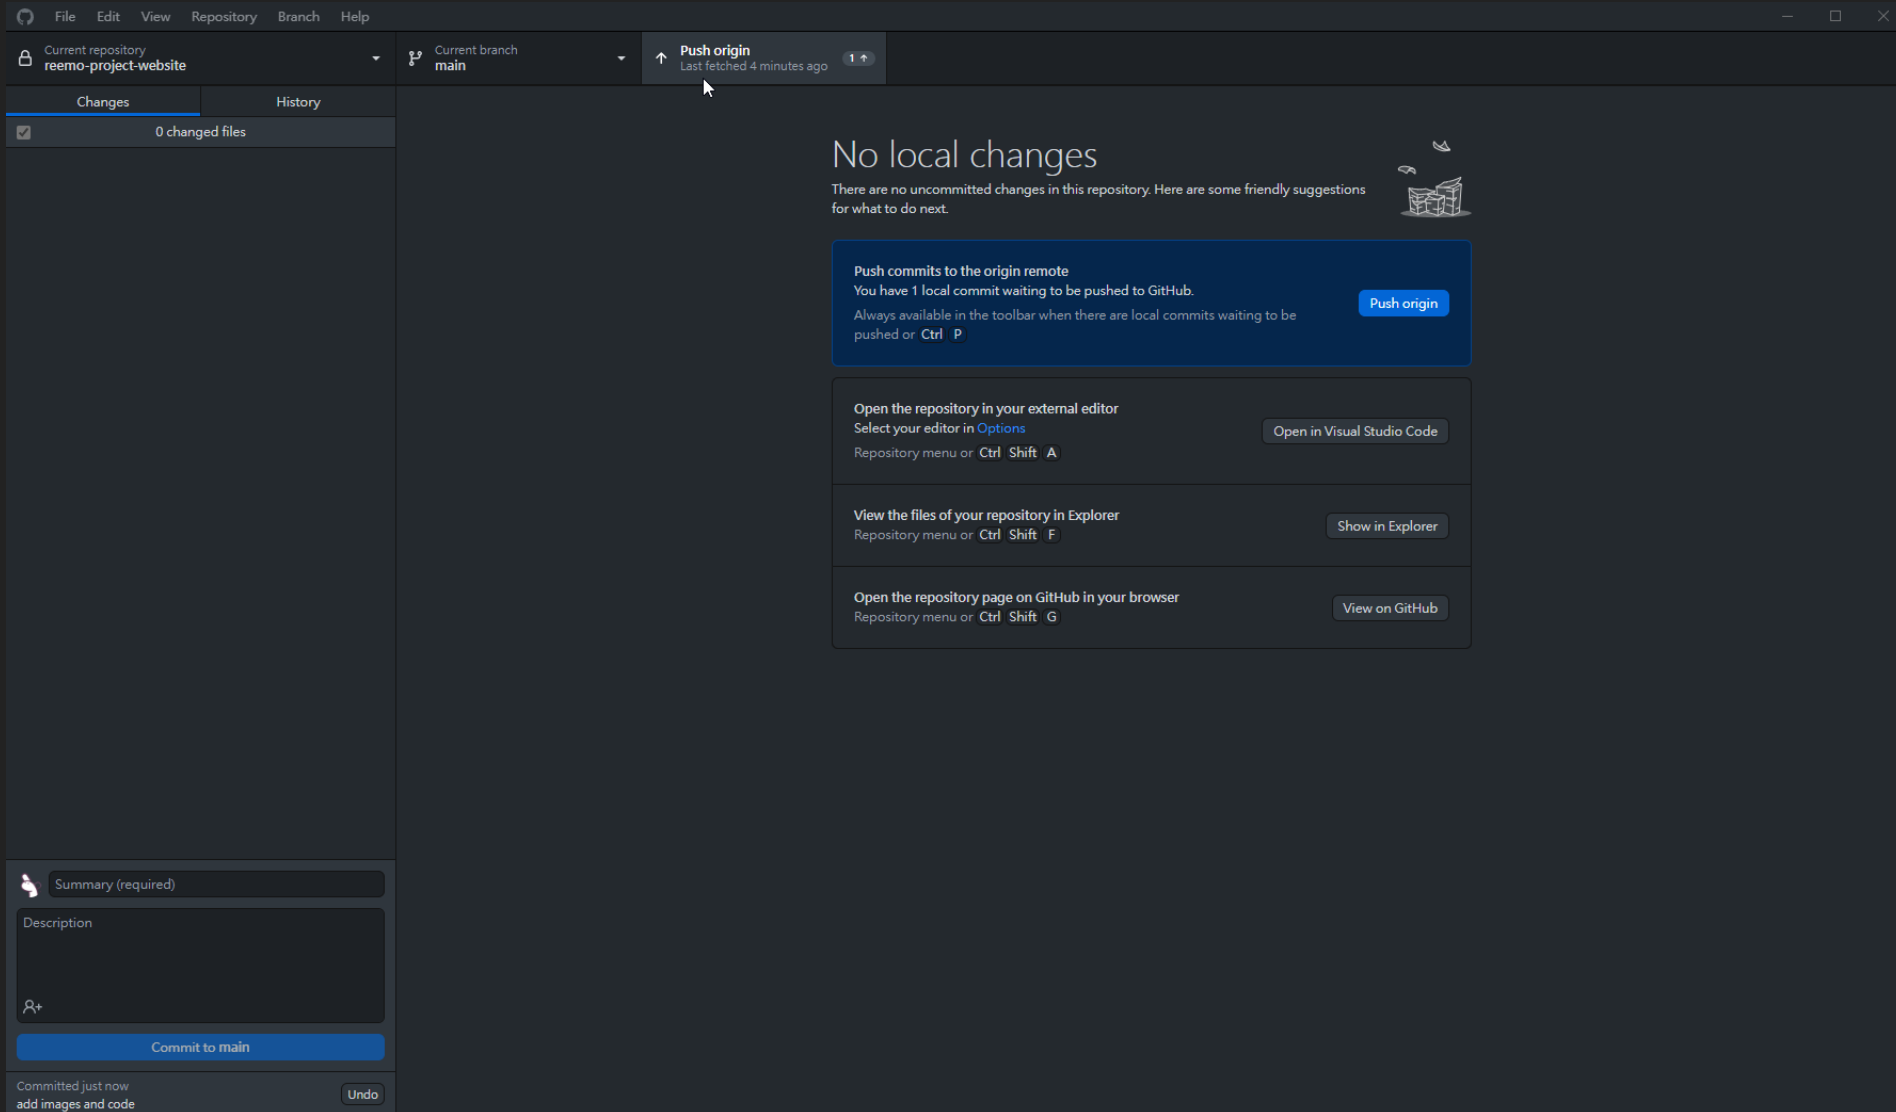 File Edit View Repository Branch Help
Current repository
reemo-project-website
Current branch
main
Push origin
Last fetched 4 minutes ago
1
Changes History
0 changed files
No local changes
There are no uncommitted changes in this repository. Here are some friendly suggestions
for what to do next.
Push commits to the origin remote
You have 1 local commit waiting to be pushed to GitHub.
Always available in the toolbar when there are local commits waiting to be
pushed or Ctrl P
Push origin
Open the repository in your external editor
Select your editor in Options
Repository menu or Ctrl Shift A
Open in Visual Studio Code
View the files of your repository in Explorer
Repository menu or Ctrl Shift F
Show in Explorer
Open the repository page on GitHub in your browser
Repository menu or Ctrl Shift G
View on GitHub
Summary (required)
Description
Commit to main
Committed just now
add images and code
Undo